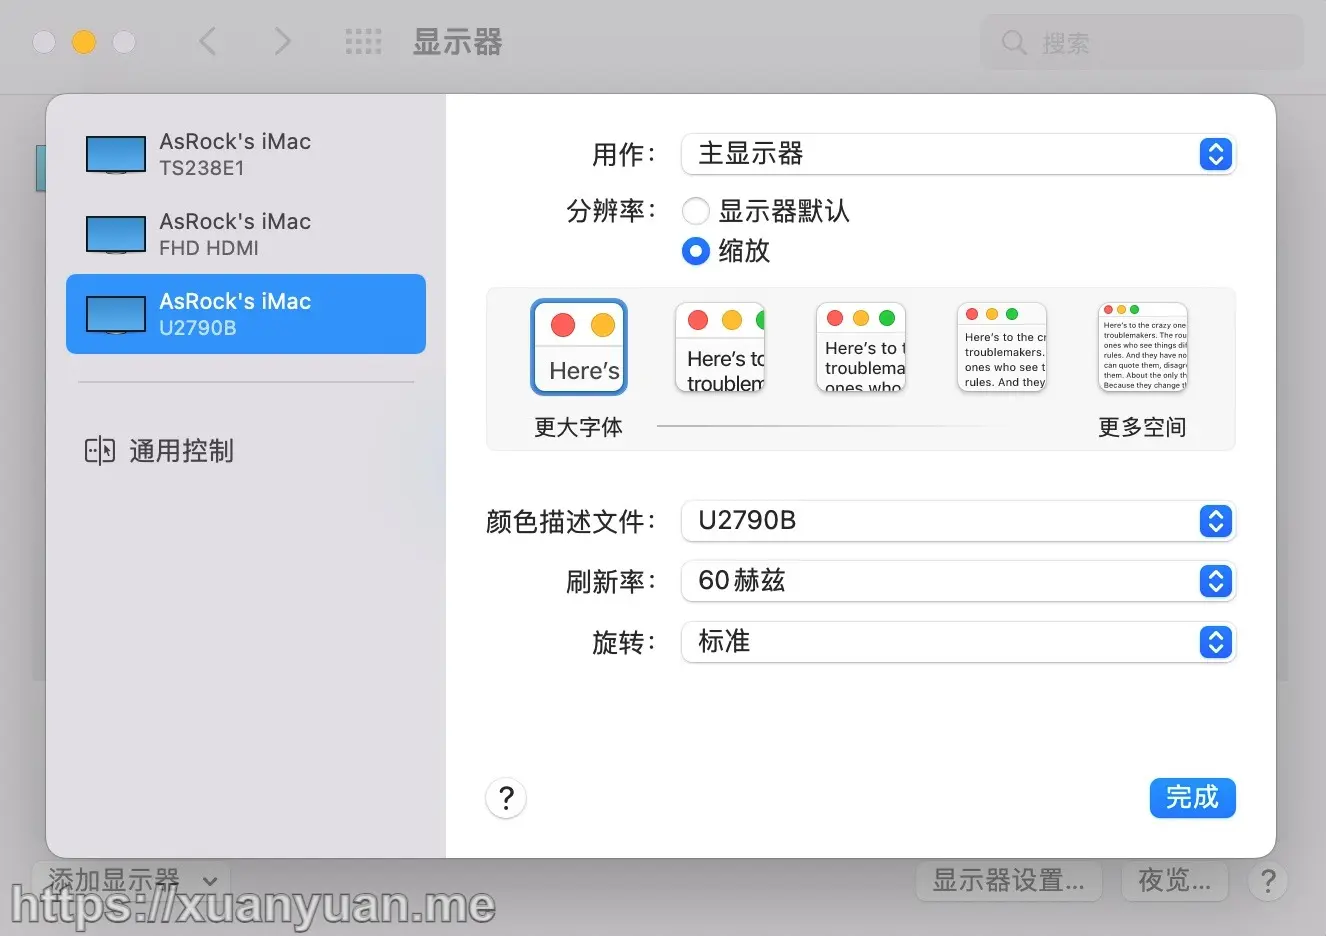 显示器
搜索
AsRock's iMac
TS238E1
AsRock's iMac
FHD HDMI
AsRock's iMac
U2790B
通用控制
用作：
主显示器
分辨率：
显示器默认
缩放
Here's
Here's to
troublem
Here's to t
troublema
ones who
Here's to the cr
troublemakers.
ones who see t
rules. And they
Here's to the crazy one
troublemakers. The rou
ones who see things dif
rules. And they have no
can quote them, disagr
them. About the only th
Because they change th
更大字体
更多空间
颜色描述文件：
U2790B
刷新率：
60赫兹
旋转：
标准
?
完成
添加显示器
显示器设置...
夜览...
?
https://xuanyuan.me